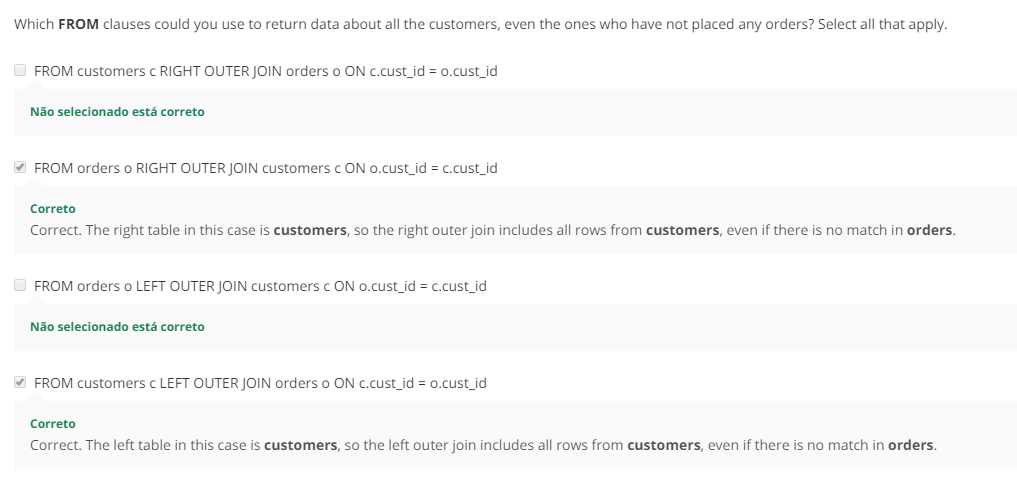 Which FROM clauses could you use to return data about all the customers, even the ones who have not placed any orders? Select all that apply.
FROM customers c RIGHT OUTER JOIN orders o ON c.cust_id = o.cust_id
Não selecionado está correto
FROM orders o RIGHT OUTER JOIN customers c ON o.cust_id = c.cust_id
Correto
Correct. The right table in this case is customers, so the right outer join includes all rows from customers, even if there is no match in orders.
FROM orders o LEFT OUTER JOIN customers c ON o.cust_id = c.cust_id
Não selecionado está correto
FROM customers c LEFT OUTER JOIN orders o ON c.cust_id = o.cust_id
Correto
Correct. The left table in this case is customers, so the left outer join includes all rows from customers, even if there is no match in orders.